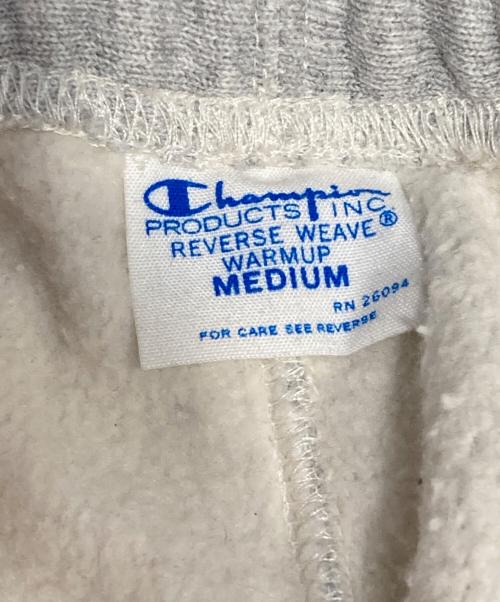 Champion
PRODUCTS INC
REVERSE WEAVE®
WARMUP
MEDIUM
RN 26094
FOR CARE SEE REVERSE